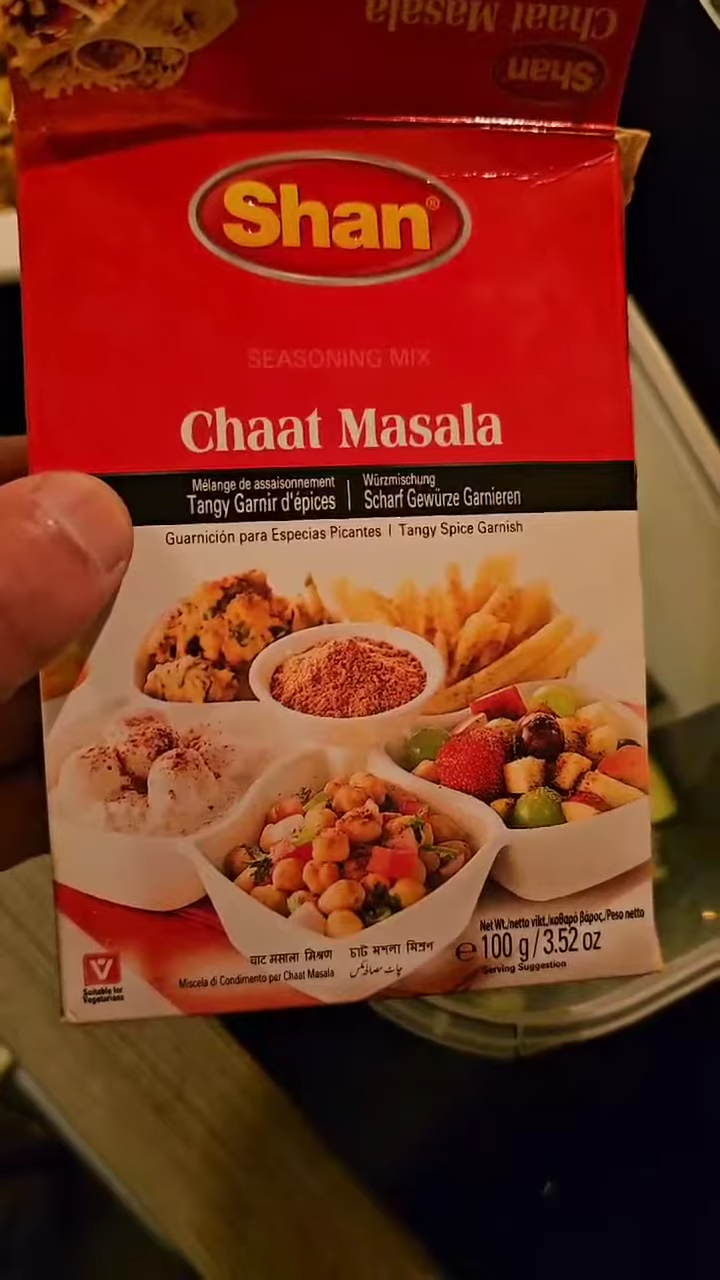 Chaat Masala
Shan
Shan®
SEASONING MIX
Chaat Masala
Mélange de assaisonnement | Würzmischung
Tangy Garnir d'épices | Scharf Gewürze Garnieren
Guarnición para Especias Picantes | Tangy Spice Garnish
Net Wt./netto vikt./καθαρό βάρος/Peso netto
e 100 g/3.52 oz
Serving Suggestion
चाट मसाला मिश्रण চাট মশলা মিশ্রণ
Miscela di Condimento per Chaat Masala
V
Suitable for
Vegetarians